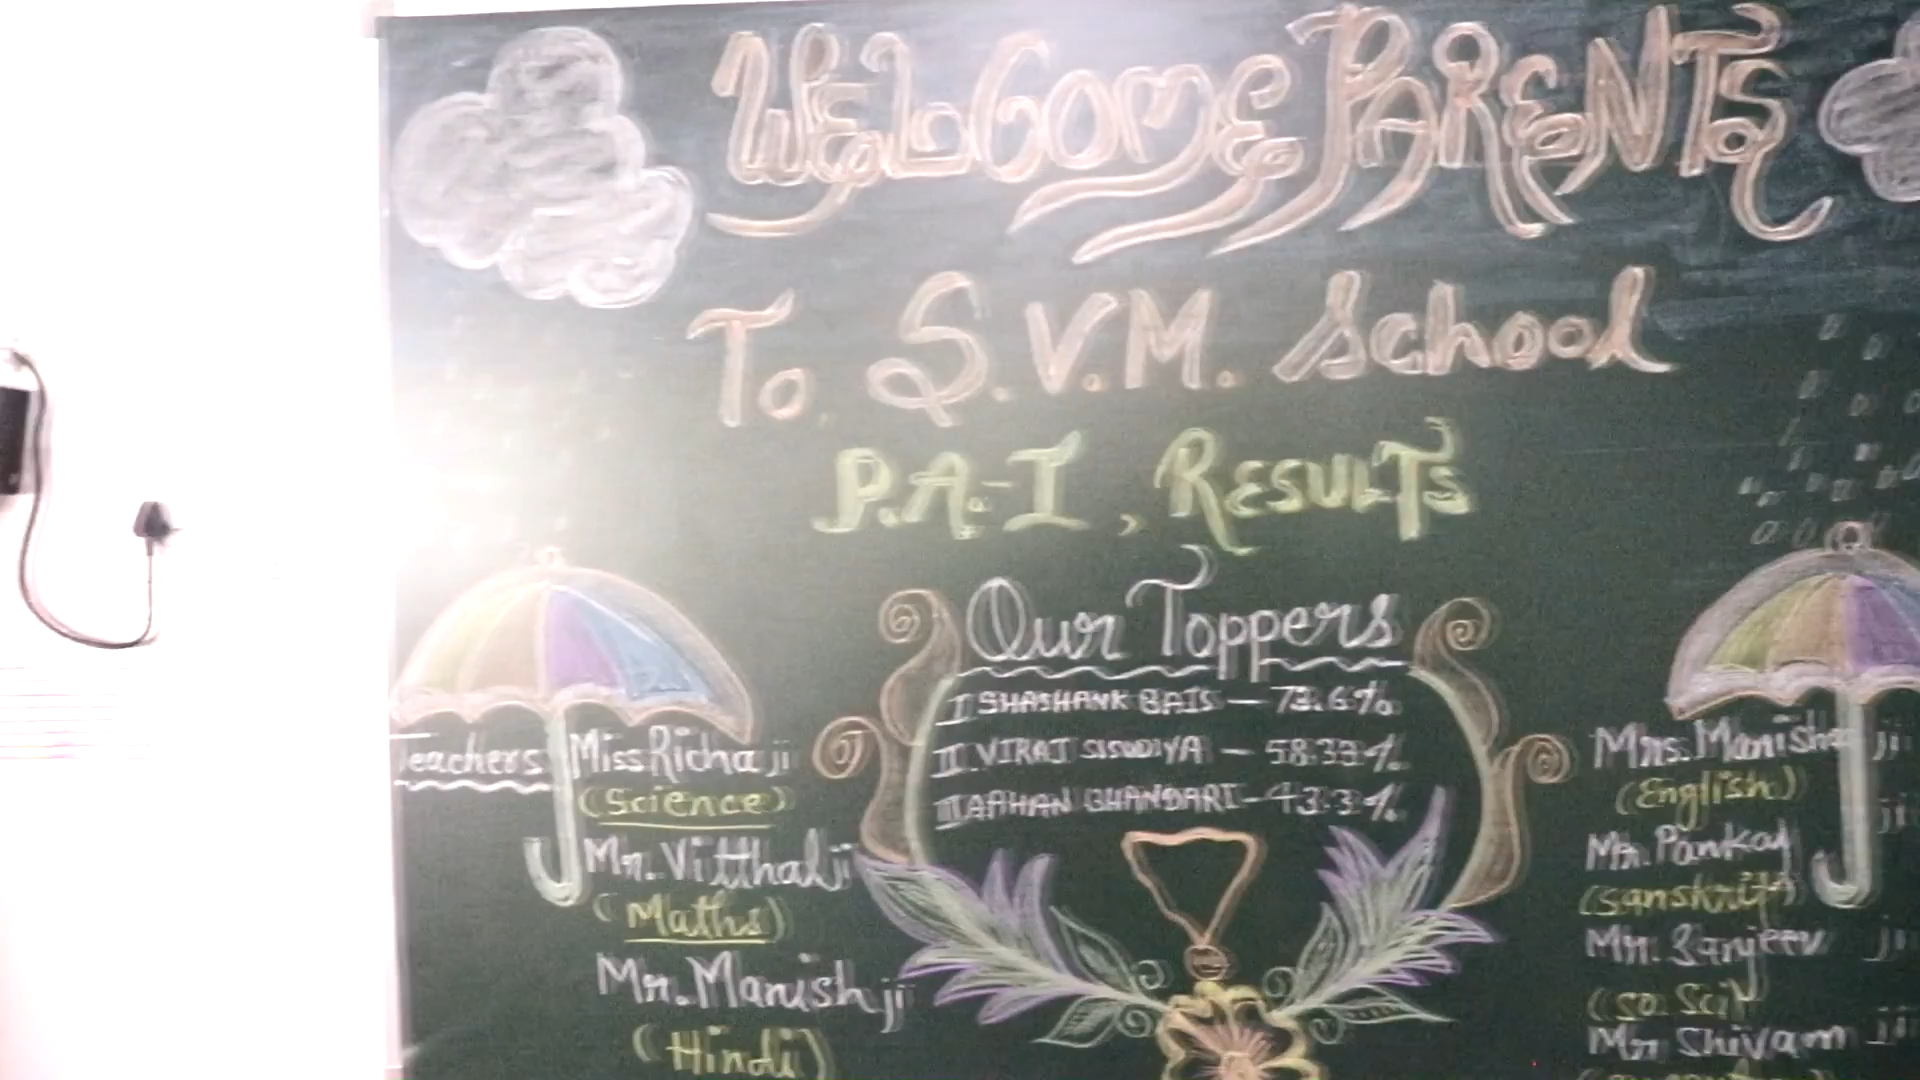 WELCOME PARENTS
To S.V.M. School
P.A.-I, RESULTS
Our Toppers
I SHASHANK BAIS — 73.6%
II VIRAJ SISODIYA — 58.33%
III BHANDARI — 43.3%
Teachers Miss Richa ji
(Science)
Mr. Vitthal ji
(Maths)
Mr. Manish ji
(Hindi)
Mrs. Manisha ji
(English)
Mr. Pankaj ji
(Sanskrit)
Mr. Sanjeev ji
(So. Sci)
Mr Shivam ji